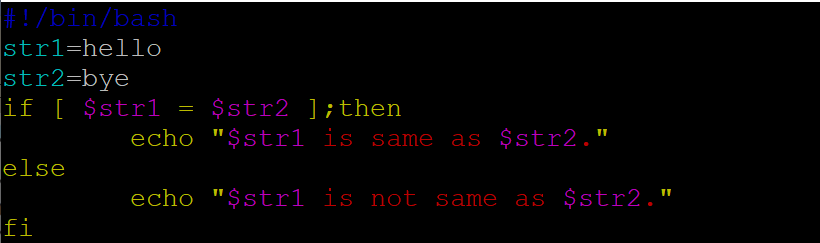 #!/bin/bash
str1=hello
str2=bye
if [ $str1 = $str2 ];then
        echo "$str1 is same as $str2."
else
        echo "$str1 is not same as $str2."
fi